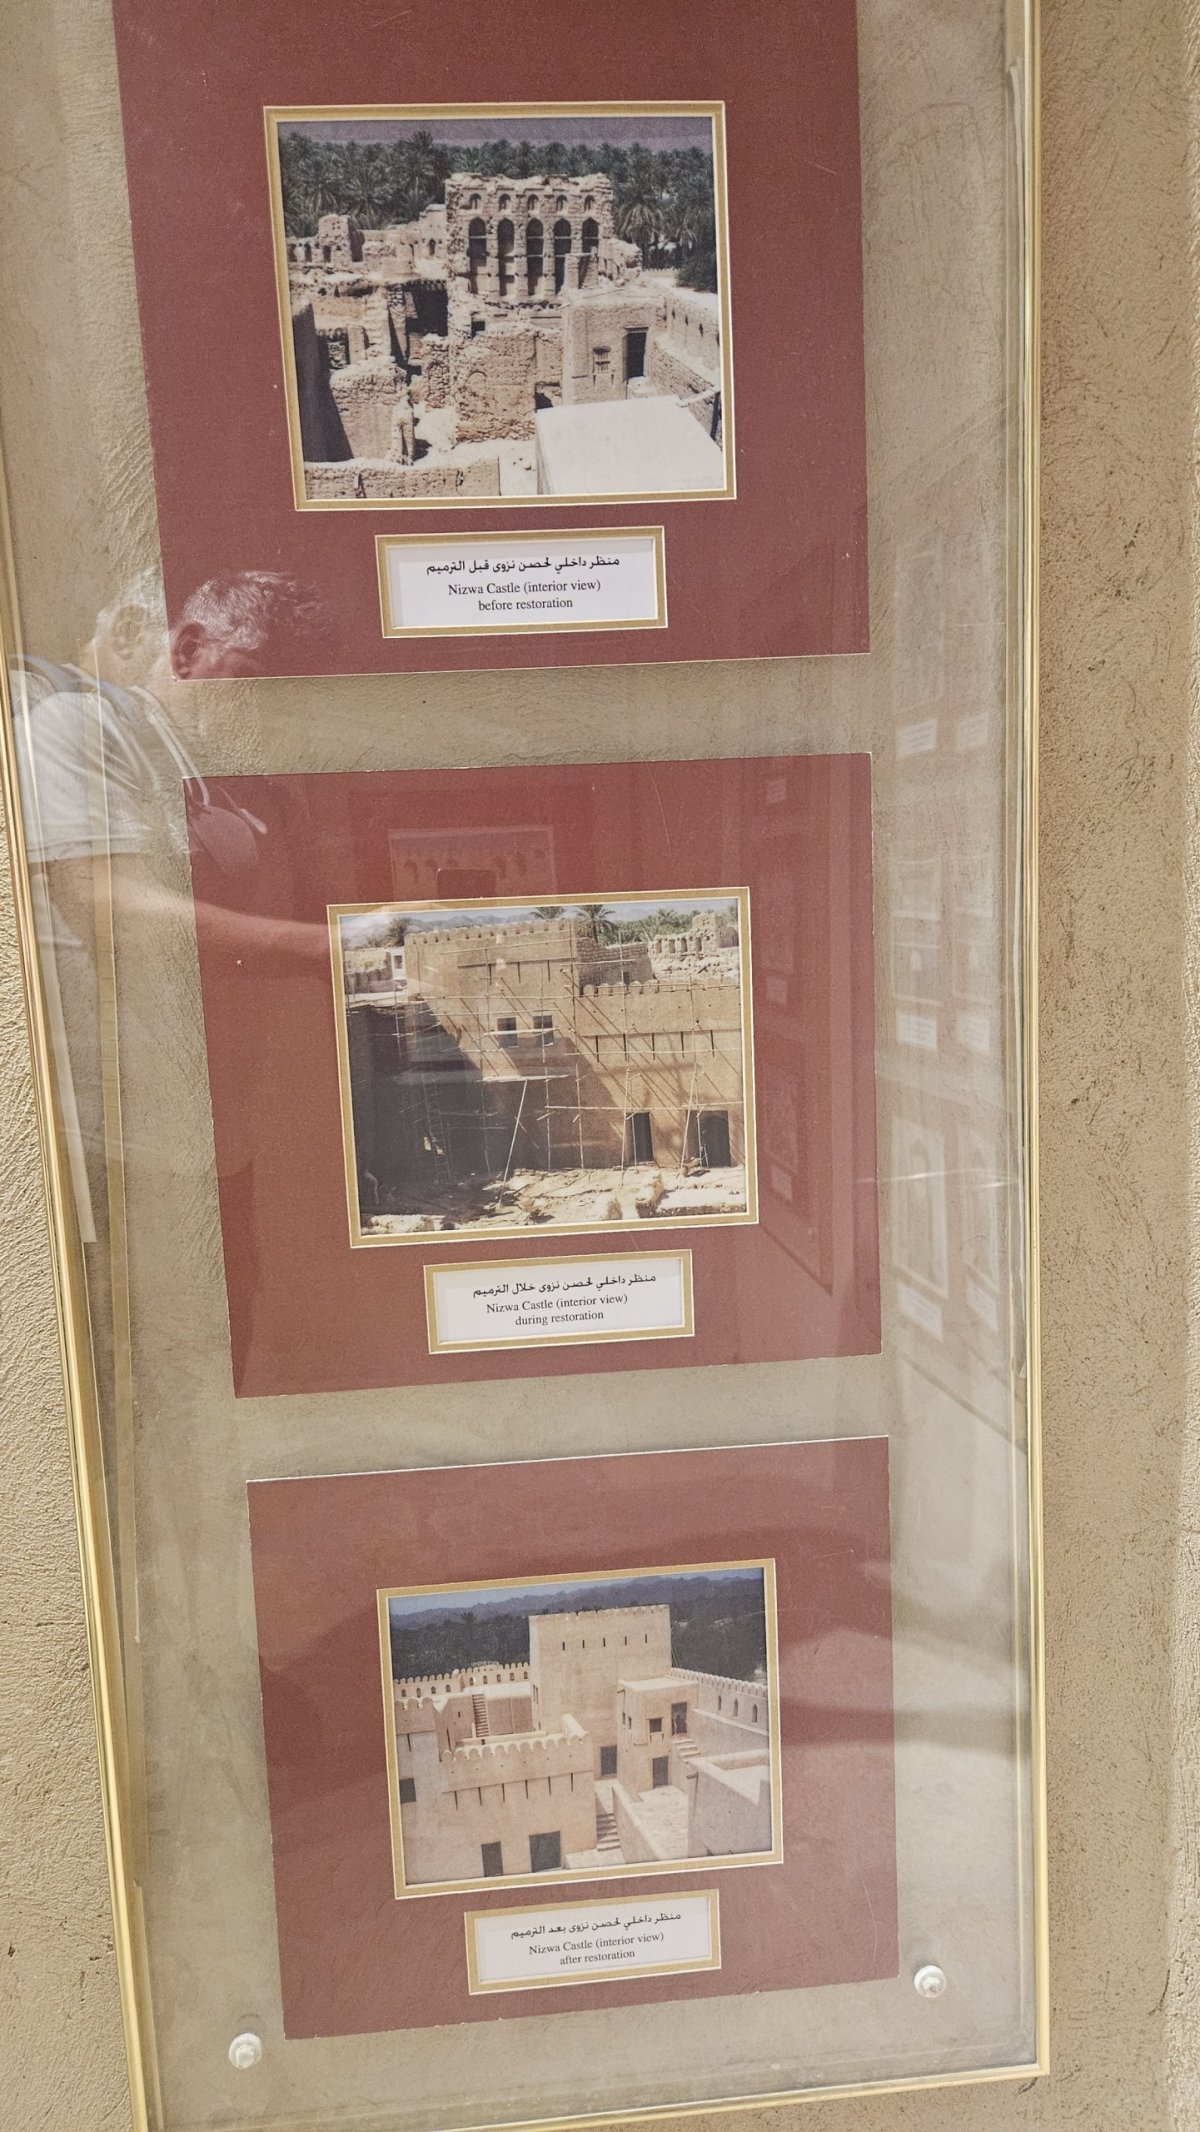 منظر داخلي لحصن نزوى قبل الترميم
Nizwa Castle (interior view)
before restoration
منظر داخلي لحصن نزوى خلال الترميم
Nizwa Castle (interior view)
during restoration
منظر داخلي لحصن نزوى بعد الترميم
Nizwa Castle (interior view)
after restoration